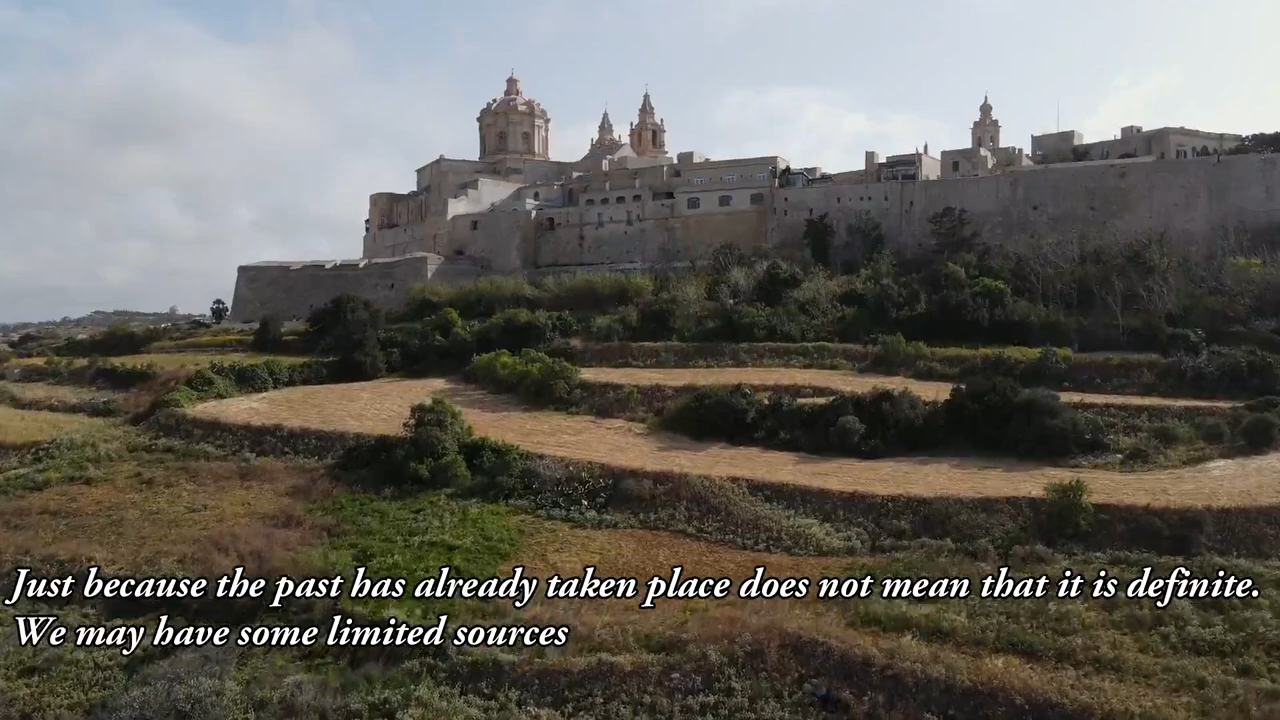 Just because the past has already taken place does not mean that it is definite.
We may have some limited sources